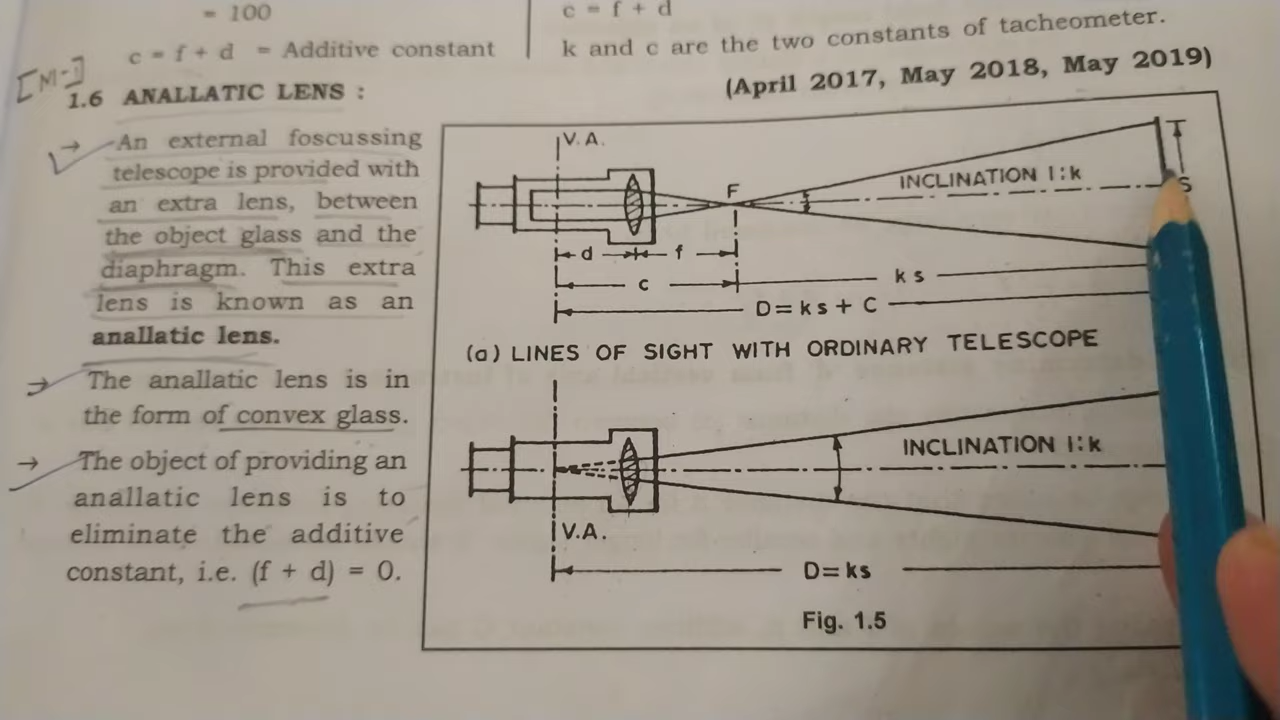 = 100
c = f + d = Additive constant
c = f + d
k and c are the two constants of tacheometer.
(April 2017, May 2018, May 2019)
[M-I]
1.6 ANALLATIC LENS :
→ An external foscussing
telescope is provided with
an extra lens, between
the object glass and the
diaphragm. This extra
lens is known as an
anallatic lens.
→ The anallatic lens is in
the form of convex glass.
→ The object of providing an
anallatic lens is to
eliminate the additive
constant, i.e. (f + d) = 0.
V.A.
F
INCLINATION 1:k
S
d
f
c
ks
D=ks + C
(a) LINES OF SIGHT WITH ORDINARY TELESCOPE
INCLINATION 1:k
V.A.
D=ks
Fig. 1.5